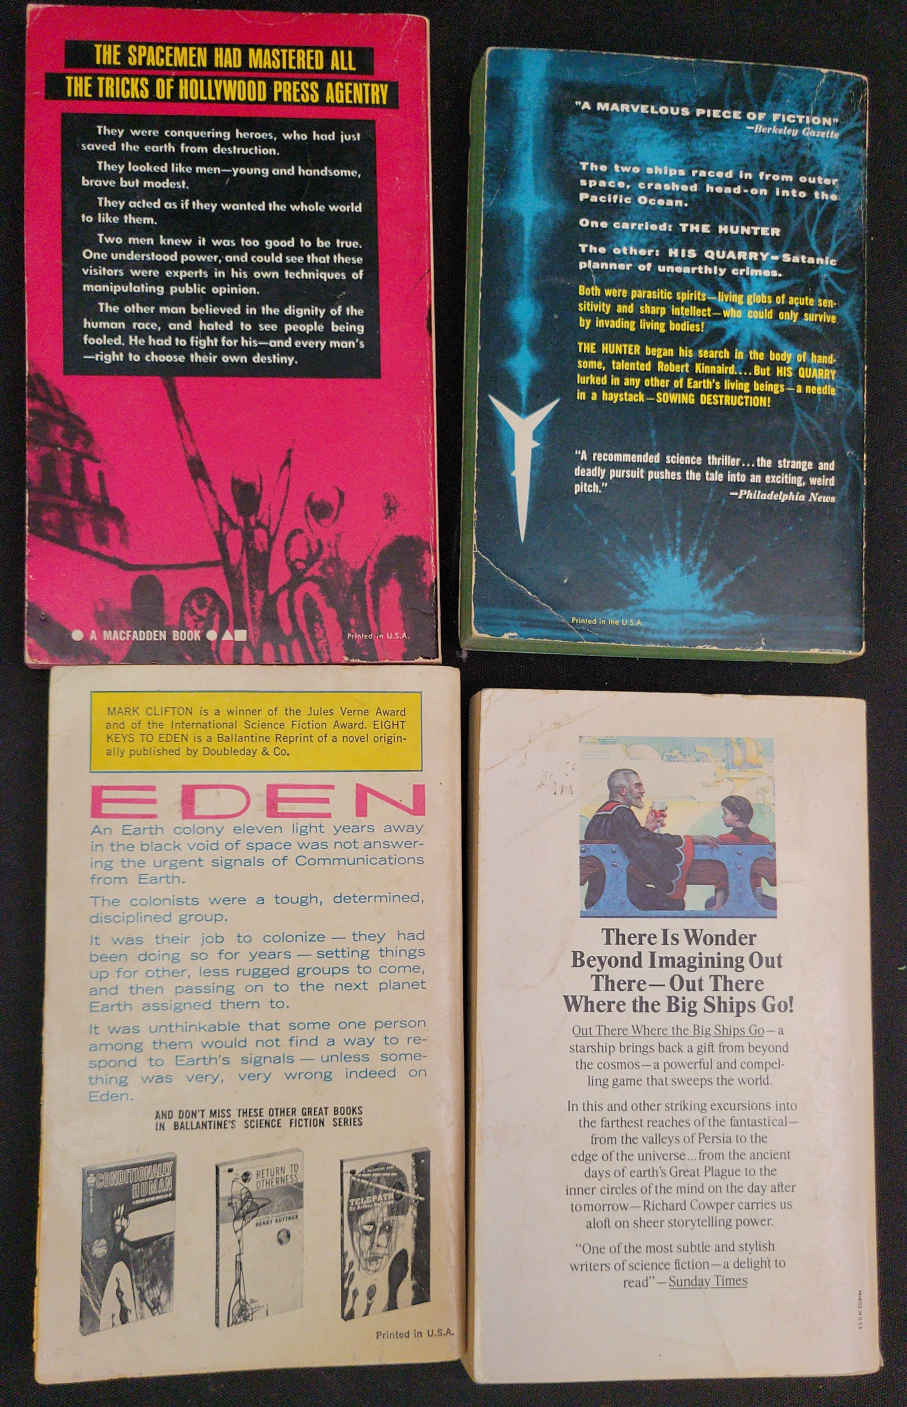 THE SPACEMEN HAD MASTERED ALL
THE TRICKS OF HOLLYWOOD PRESS AGENTRY
They were conquering heroes, who had just
saved the earth from destruction.
They looked like men—young and handsome,
brave but modest.
They acted as if they wanted the whole world
to like them.
Two men knew it was too good to be true.
One understood power, and could see that these
visitors were experts in his own techniques of
manipulating public opinion.
The other man believed in the dignity of the
human race, and hated to see people being
fooled. He had to fight for his—and every man's
—right to choose their own destiny.
A MACFADDEN BOOK
Printed in U.S.A.
"A MARVELOUS PIECE OF FICTION"
—Berkeley Gazette
The two ships raced in from outer
space, crashed head-on into the
Pacific Ocean.
One carried: THE HUNTER
The other: HIS QUARRY—Satanic
planner of unearthly crimes.
Both were parasitic spirits—living globs of acute sen-
sitivity and sharp intellect—who could only survive
by invading living bodies!
THE HUNTER began his search in the body of hand-
some, talented Robert Kinnaird....But HIS QUARRY
lurked in any other of Earth's living beings—a needle
in a haystack—SOWING DESTRUCTION!
"A recommended science thriller...the strange and
deadly pursuit pushes the tale into an exciting, weird
pitch."
—Philadelphia News
Printed in the U.S.A.
MARK CLIFTON is a winner of the Jules Verne Award
and of the International Science Fiction Award. EIGHT
KEYS TO EDEN is a Ballantine Reprint of a novel origin-
ally published by Doubleday & Co.
EDEN
An Earth colony eleven light years away
in the black void of space was not answer-
ing the urgent signals of Communications
from Earth.
The colonists were a tough, determined,
disciplined group.
It was their job to colonize — they had
been doing so for years — setting things
up for other, less rugged groups to come,
and then passing on to the next planet
Earth assigned them to.
It was unthinkable that some one person
among them would not find a way to re-
spond to Earth's signals — unless some-
thing was very, very wrong indeed on
Eden.
AND DON'T MISS THESE OTHER GREAT BOOKS
IN BALLANTINE'S SCIENCE FICTION SERIES
CONDITIONALLY
HUMAN
RETURN TO
OTHERNESS
HENRY KUTTNER
TELEPATH
Printed in U.S.A.
There Is Wonder
Beyond Imagining Out
There—Out There
Where the Big Ships Go!
Out There Where the Big Ships Go—a
starship brings back a gift from beyond
the cosmos—a powerful and compel-
ling game that sweeps the world.
In this and other striking excursions into
the farthest reaches of the fantastical—
from the valleys of Persia to the
edge of the universe...from the ancient
days of earth's Great Plague to the
inner circles of the mind on the day after
tomorrow—Richard Cowper carries us
aloft on sheer storytelling power.
"One of the most subtle and stylish
writers of science fiction—a delight to
read"—Sunday Times